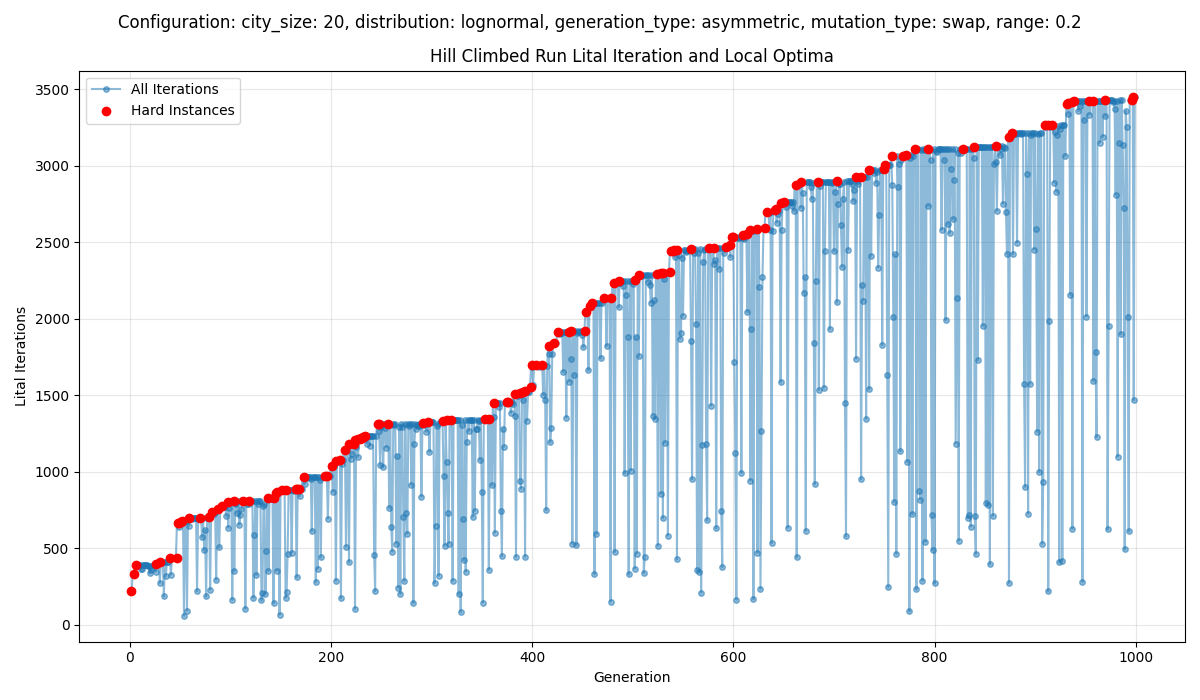 Configuration: city_size: 20, distribution: lognormal, generation_type: asymmetric, mutation_type: swap, range: 0.2
Hill Climbed Run Lital Iteration and Local Optima
All Iterations
Hard Instances
Lital Iterations
3500
3000
2500
2000
1500
1000
500
0
0 200 400 600 800 1000
Generation